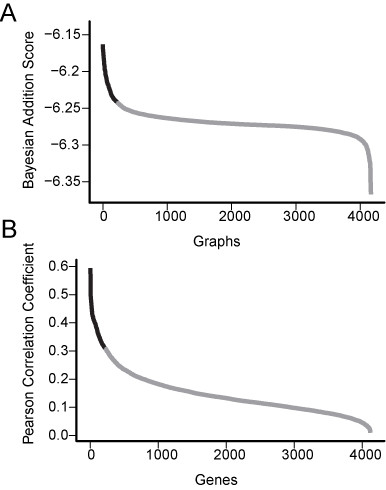 A
Bayesian Addition Score
−6.15
−6.2
−6.25
−6.3
−6.35
0 1000 2000 3000 4000
Graphs
B
Pearson Correlation Coefficient
0.6
0.5
0.4
0.3
0.2
0.1
0.0
0 1000 2000 3000 4000
Genes